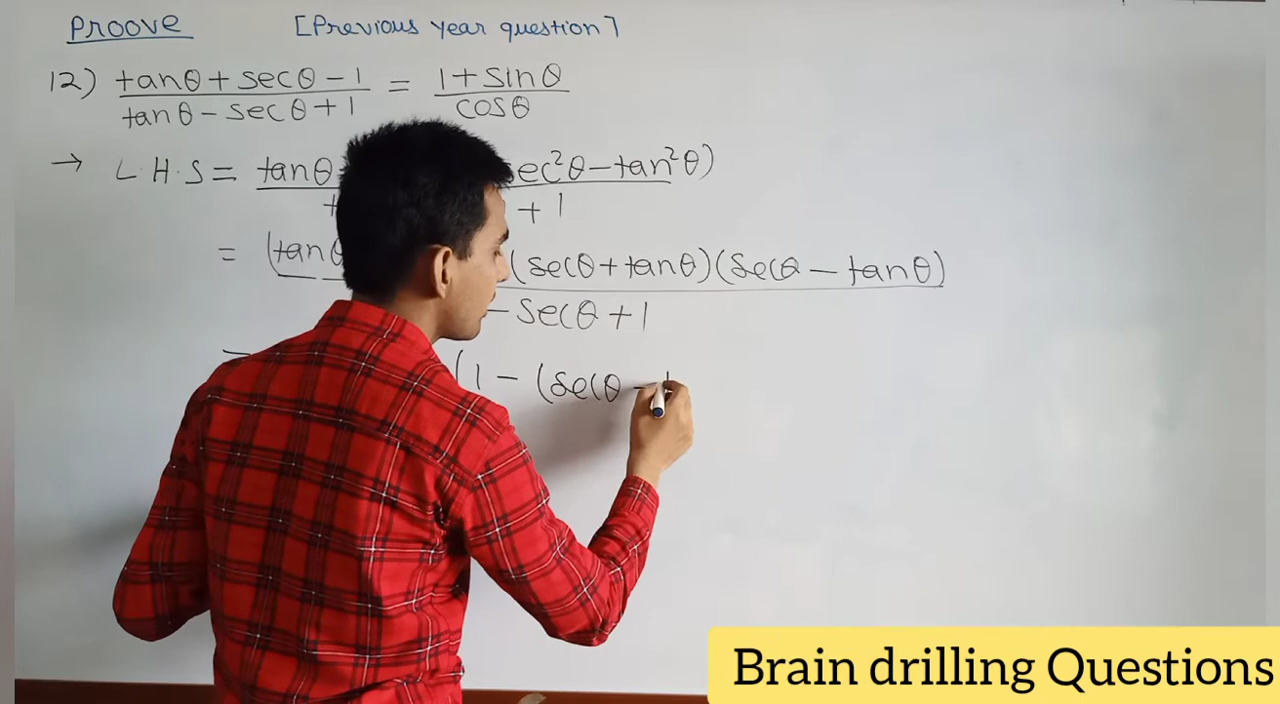 Proove [Previous year question]
12) tanθ + secθ - 1 / tanθ - secθ + 1 = 1 + sinθ / cosθ
→ L.H.S = tanθ ec²θ - tan²θ)
+ 1
= (tanθ (secθ + tanθ)(secθ - tanθ)
- secθ + 1
= (1 - (secθ -
Brain drilling Questions